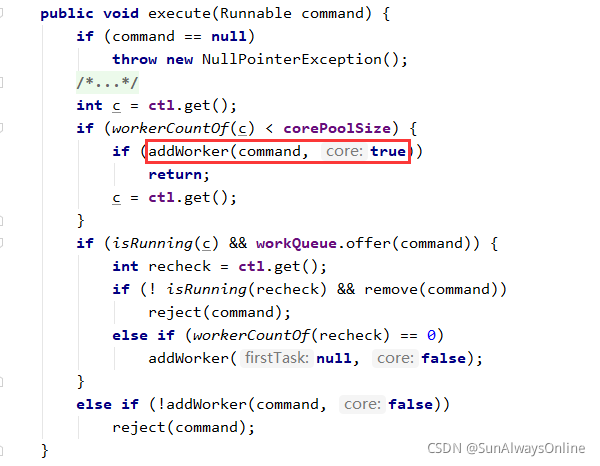 public void execute(Runnable command) {
    if (command == null)
        throw new NullPointerException();
    /*...*/
    int c = ctl.get();
    if (workerCountOf(c) < corePoolSize) {
        if (addWorker(command, core: true))
            return;
        c = ctl.get();
    }
    if (isRunning(c) && workQueue.offer(command)) {
        int recheck = ctl.get();
        if (! isRunning(recheck) && remove(command))
            reject(command);
        else if (workerCountOf(recheck) == 0)
            addWorker( firstTask: null, core: false);
    }
    else if (!addWorker(command, core: false))
        reject(command);
}
CSDN @SunAlwaysOnline